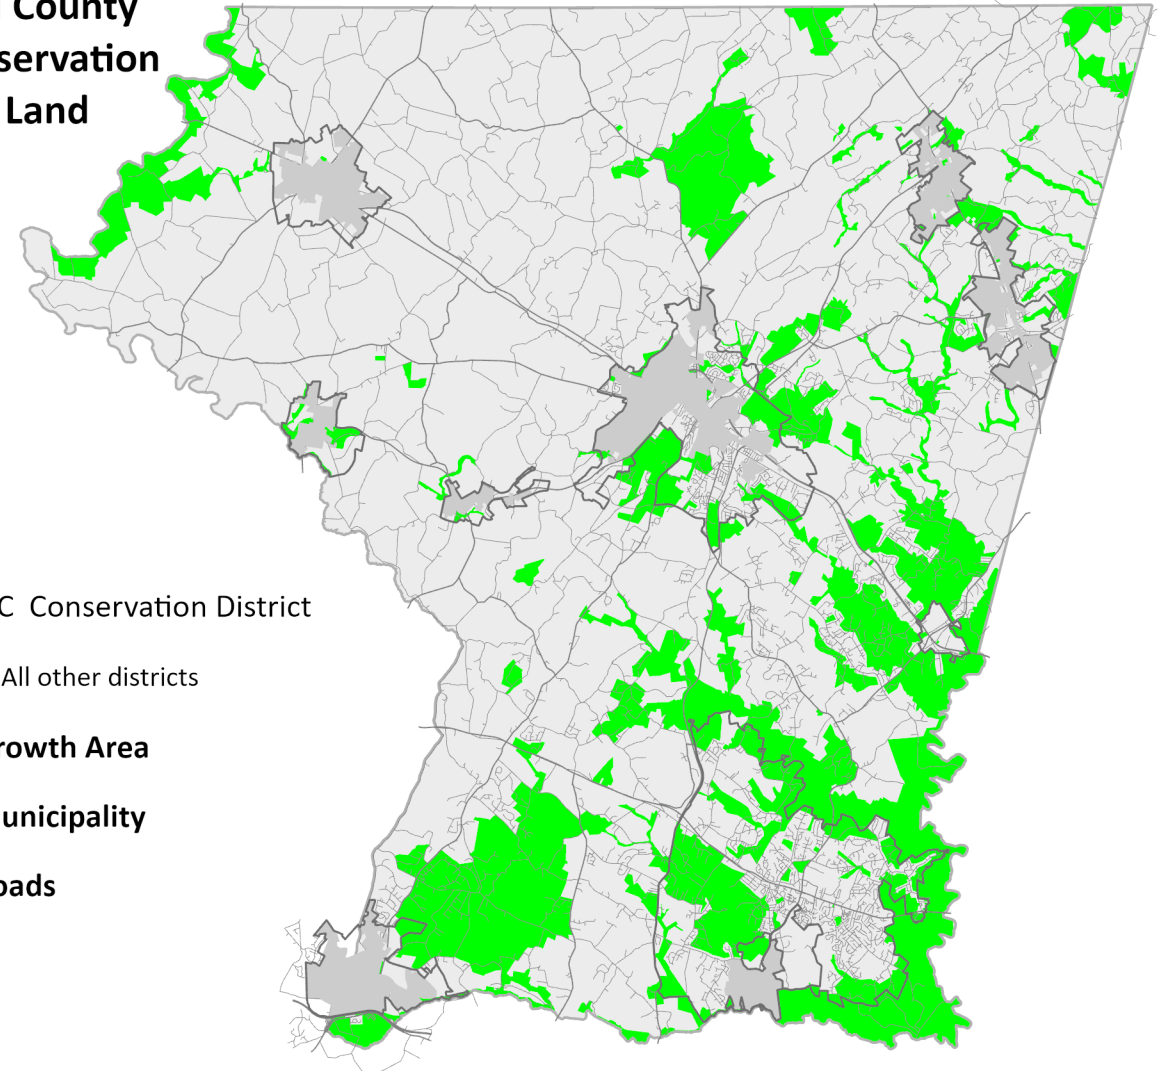 County
servation
Land
C Conservation District
All other districts
rowth Area
unicipality
oads